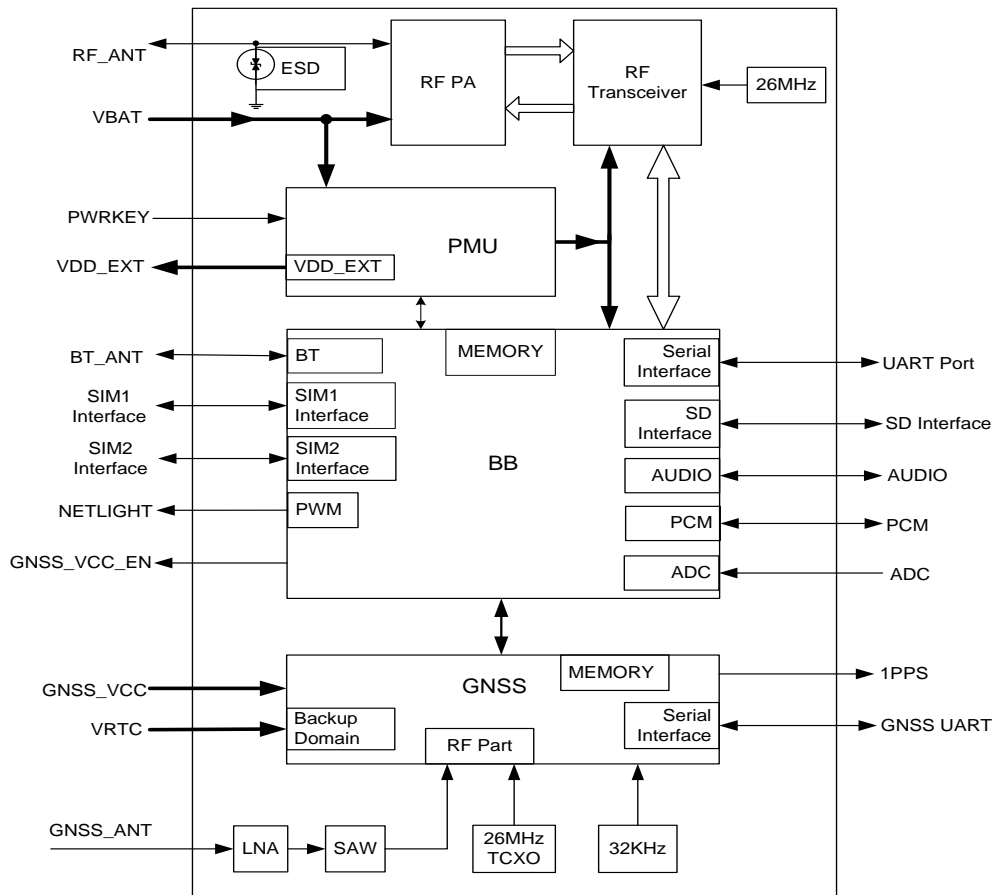 RF_ANT
ESD
RF PA
RF
Transceiver
26MHz
VBAT
PWRKEY
PMU
VDD_EXT
VDD_EXT
BT_ANT
BT
MEMORY
Serial
Interface
UART Port
SIM1
Interface
SIM1
Interface
SD
Interface
SD Interface
SIM2
Interface
SIM2
Interface
BB
AUDIO
AUDIO
NETLIGHT
PWM
PCM
PCM
GNSS_VCC_EN
ADC
ADC
GNSS_VCC
GNSS
MEMORY
1PPS
VRTC
Backup
Domain
RF Part
Serial
Interface
GNSS UART
GNSS_ANT
LNA
SAW
26MHz
TCXO
32KHz